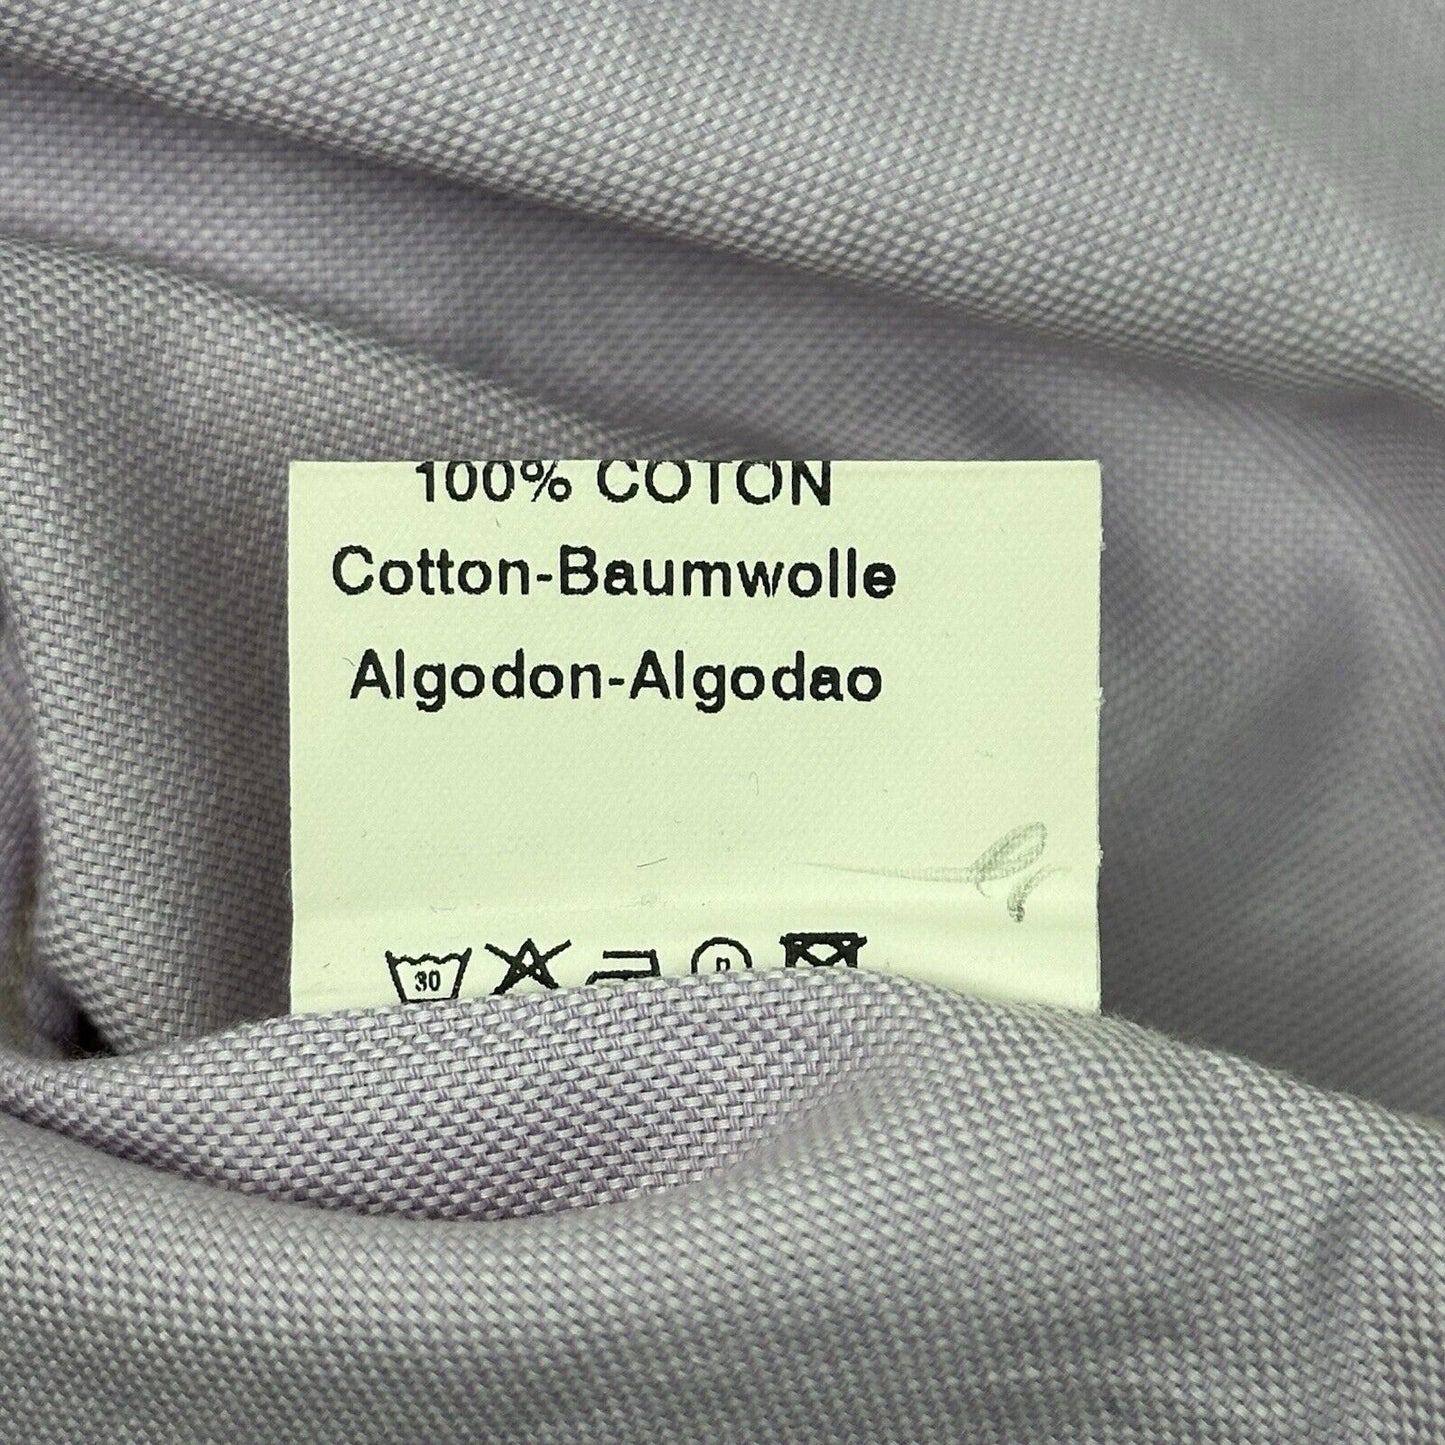 100% COTON
Cotton-Baumwolle
Algodon-Algodao
30 P